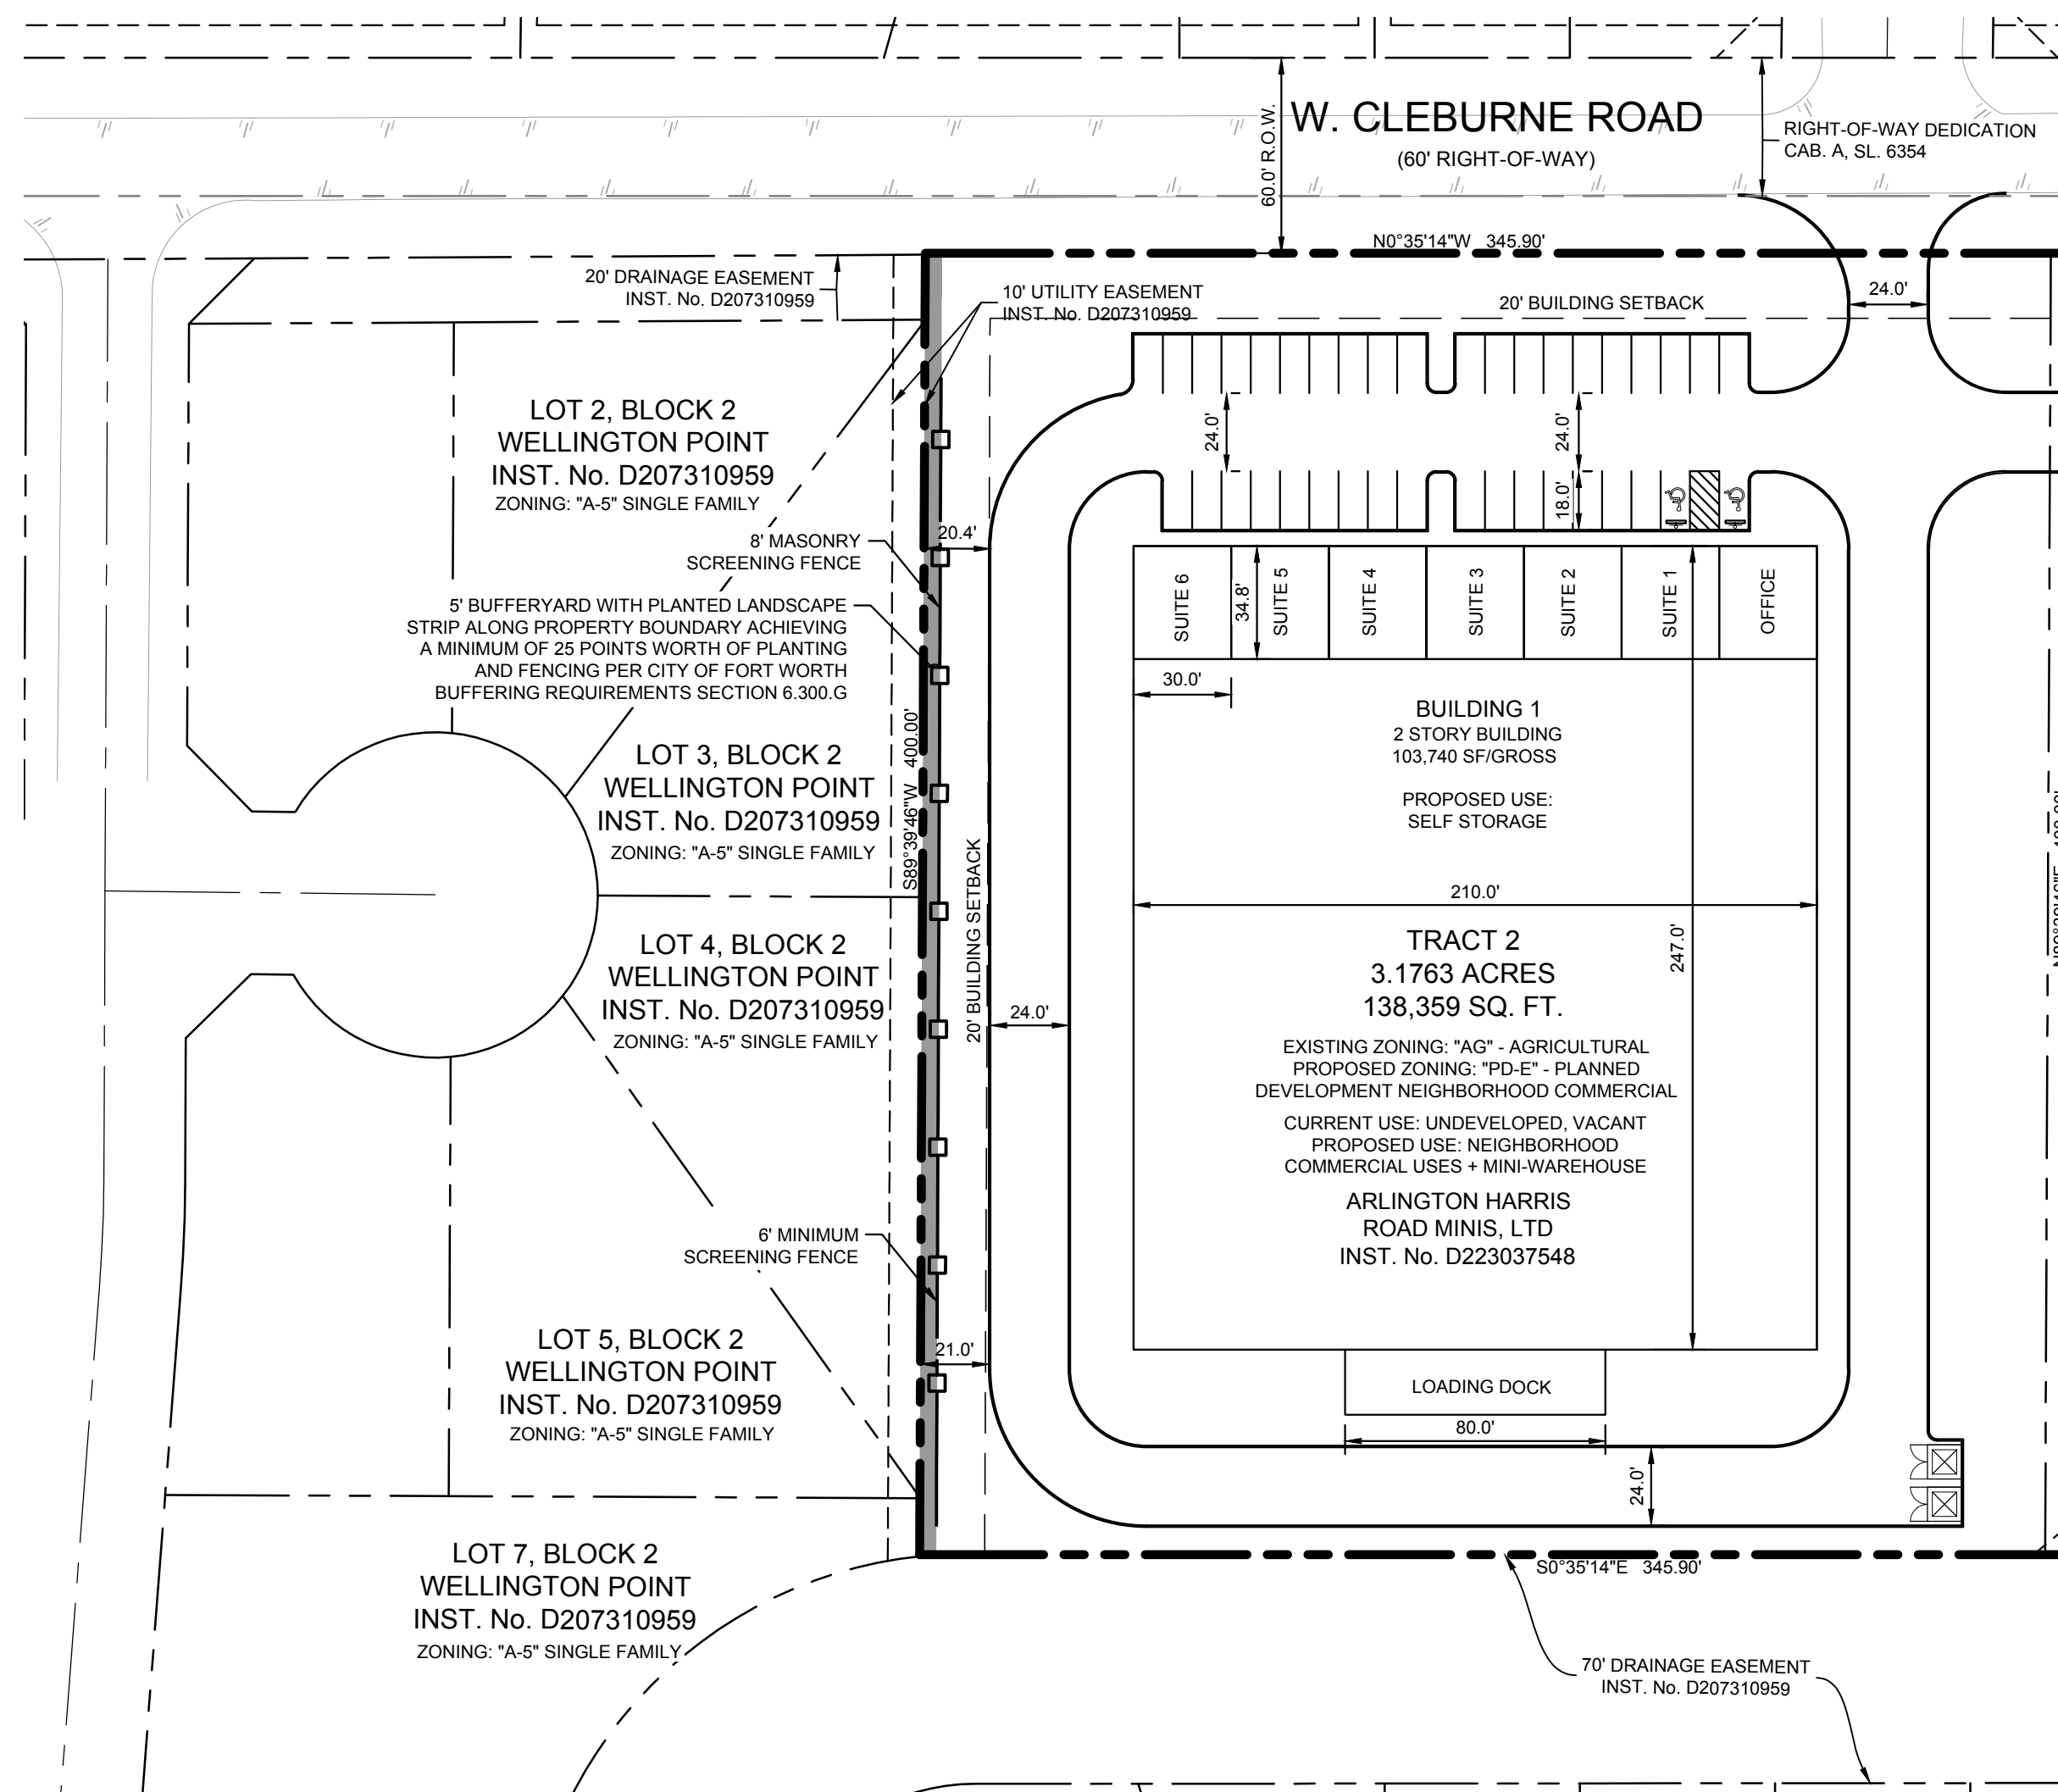 W. CLEBURNE ROAD
(60' RIGHT-OF-WAY)
60.0' R.O.W.
RIGHT-OF-WAY DEDICATION
CAB. A, SL. 6354
N0°35'14"W 345.90'
20' DRAINAGE EASEMENT
INST. No. D207310959
10' UTILITY EASEMENT
INST. No. D207310959
20' BUILDING SETBACK
24.0'
LOT 2, BLOCK 2
WELLINGTON POINT
INST. No. D207310959
ZONING: "A-5" SINGLE FAMILY
24.0'
24.0'
18.0'
8' MASONRY
SCREENING FENCE
20.4'
5' BUFFERYARD WITH PLANTED LANDSCAPE
STRIP ALONG PROPERTY BOUNDARY ACHIEVING
A MINIMUM OF 25 POINTS WORTH OF PLANTING
AND FENCING PER CITY OF FORT WORTH
BUFFERING REQUIREMENTS SECTION 6.300.G
SUITE 6
34.8'
SUITE 5
SUITE 4
SUITE 3
SUITE 2
SUITE 1
OFFICE
30.0'
BUILDING 1
2 STORY BUILDING
103,740 SF/GROSS
PROPOSED USE:
SELF STORAGE
LOT 3, BLOCK 2
WELLINGTON POINT
INST. No. D207310959
ZONING: "A-5" SINGLE FAMILY
S89°39'46"W 400.00'
20' BUILDING SETBACK
210.0'
247.0'
LOT 4, BLOCK 2
WELLINGTON POINT
INST. No. D207310959
ZONING: "A-5" SINGLE FAMILY
24.0'
TRACT 2
3.1763 ACRES
138,359 SQ. FT.
EXISTING ZONING: "AG" - AGRICULTURAL
PROPOSED ZONING: "PD-E" - PLANNED
DEVELOPMENT NEIGHBORHOOD COMMERCIAL
CURRENT USE: UNDEVELOPED, VACANT
PROPOSED USE: NEIGHBORHOOD
COMMERCIAL USES + MINI-WAREHOUSE
ARLINGTON HARRIS
ROAD MINIS, LTD
INST. No. D223037548
6' MINIMUM
SCREENING FENCE
21.0'
LOT 5, BLOCK 2
WELLINGTON POINT
INST. No. D207310959
ZONING: "A-5" SINGLE FAMILY
LOADING DOCK
80.0'
24.0'
LOT 7, BLOCK 2
WELLINGTON POINT
INST. No. D207310959
ZONING: "A-5" SINGLE FAMILY
S0°35'14"E 345.90'
70' DRAINAGE EASEMENT
INST. No. D207310959